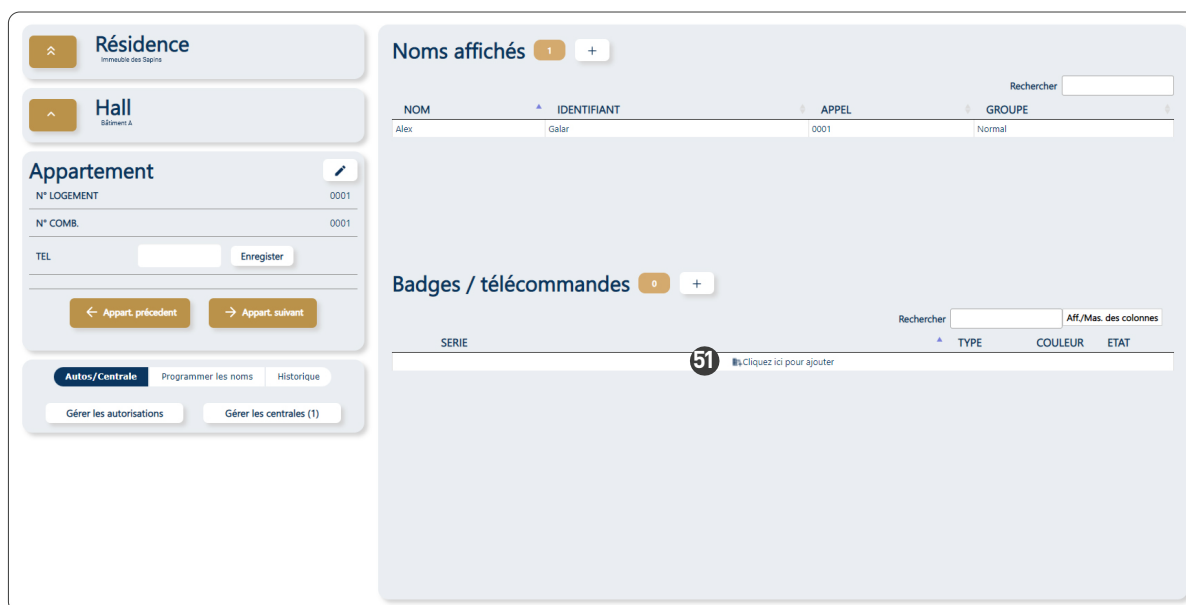 Résidence
Immeuble des Sapins
Hall
Bâtiment A
Appartement
N° LOGEMENT 0001
N° COMB. 0001
TEL Enregister
Appart. précedent Appart. suivant
Autos/Centrale Programmer les noms Historique
Gérer les autorisations Gérer les centrales (1)
Noms affichés 1 +
Rechercher
NOM IDENTIFIANT APPEL GROUPE
Alex Galar 0001 Normal
Badges / télécommandes 0 +
Rechercher Aff./Mas. des colonnes
SERIE TYPE COULEUR ETAT
51 Cliquez ici pour ajouter